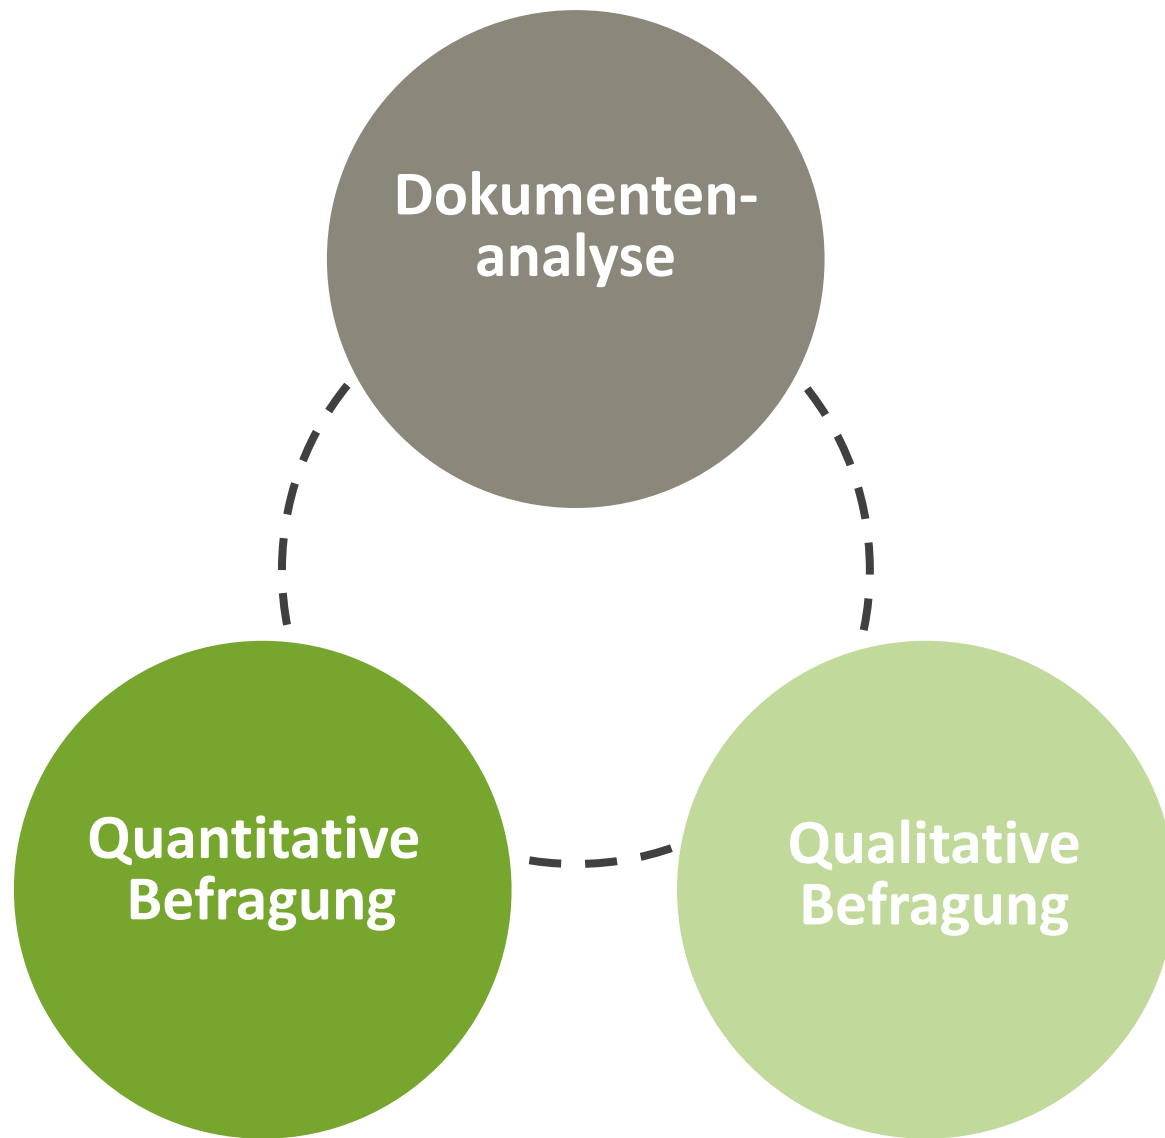 Dokumenten-
analyse
Quantitative
Befragung
Qualitative
Befragung